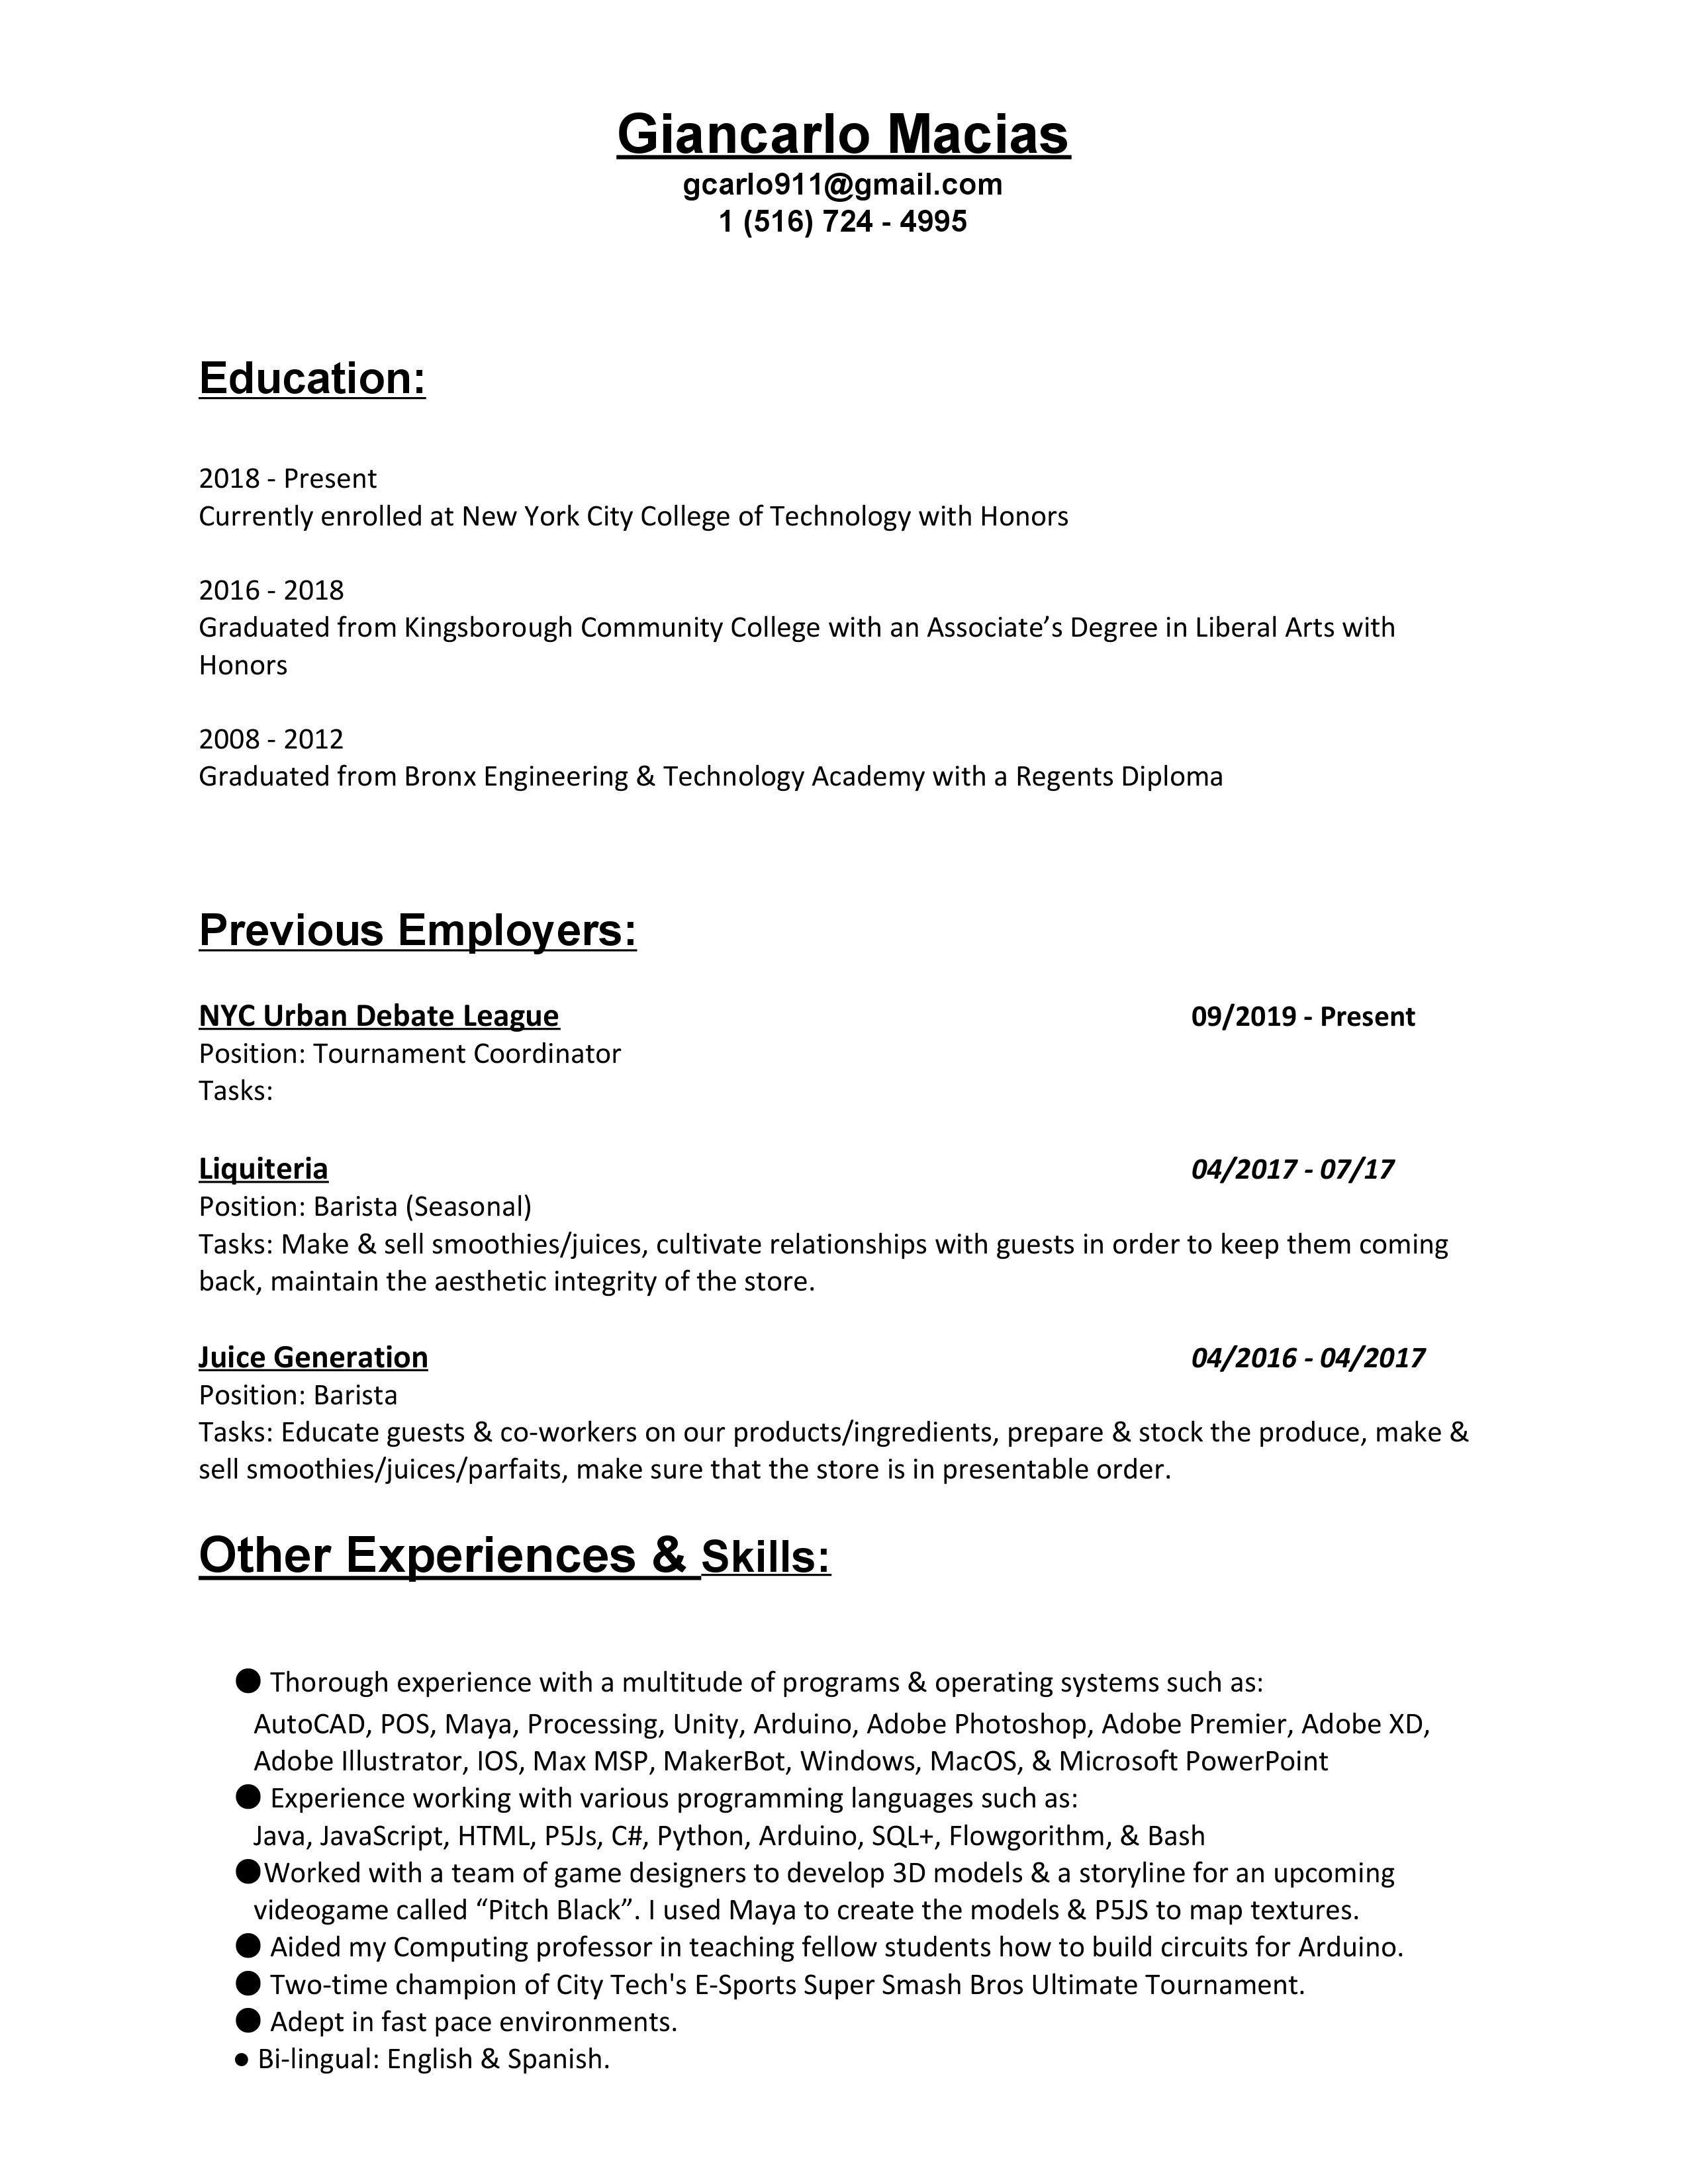 Giancarlo Macias
gcarlo911@gmail.com
1 (516) 724 - 4995
Education:
2018 - Present
Currently enrolled at New York City College of Technology with Honors
2016 - 2018
Graduated from Kingsborough Community College with an Associate’s Degree in Liberal Arts with
Honors
2008 - 2012
Graduated from Bronx Engineering & Technology Academy with a Regents Diploma
Previous Employers:
NYC Urban Debate League 09/2019 - Present
Position: Tournament Coordinator
Tasks:
Liquiteria 04/2017 - 07/17
Position: Barista (Seasonal)
Tasks: Make & sell smoothies/juices, cultivate relationships with guests in order to keep them coming
back, maintain the aesthetic integrity of the store.
Juice Generation 04/2016 - 04/2017
Position: Barista
Tasks: Educate guests & co-workers on our products/ingredients, prepare & stock the produce, make &
sell smoothies/juices/parfaits, make sure that the store is in presentable order.
Other Experiences & Skills:
● Thorough experience with a multitude of programs & operating systems such as:
AutoCAD, POS, Maya, Processing, Unity, Arduino, Adobe Photoshop, Adobe Premier, Adobe XD,
Adobe Illustrator, IOS, Max MSP, MakerBot, Windows, MacOS, & Microsoft PowerPoint
● Experience working with various programming languages such as:
Java, JavaScript, HTML, P5Js, C#, Python, Arduino, SQL+, Flowgorithm, & Bash
●Worked with a team of game designers to develop 3D models & a storyline for an upcoming
videogame called “Pitch Black”. I used Maya to create the models & P5JS to map textures.
● Aided my Computing professor in teaching fellow students how to build circuits for Arduino.
● Two-time champion of City Tech's E-Sports Super Smash Bros Ultimate Tournament.
● Adept in fast pace environments.
● Bi-lingual: English & Spanish.